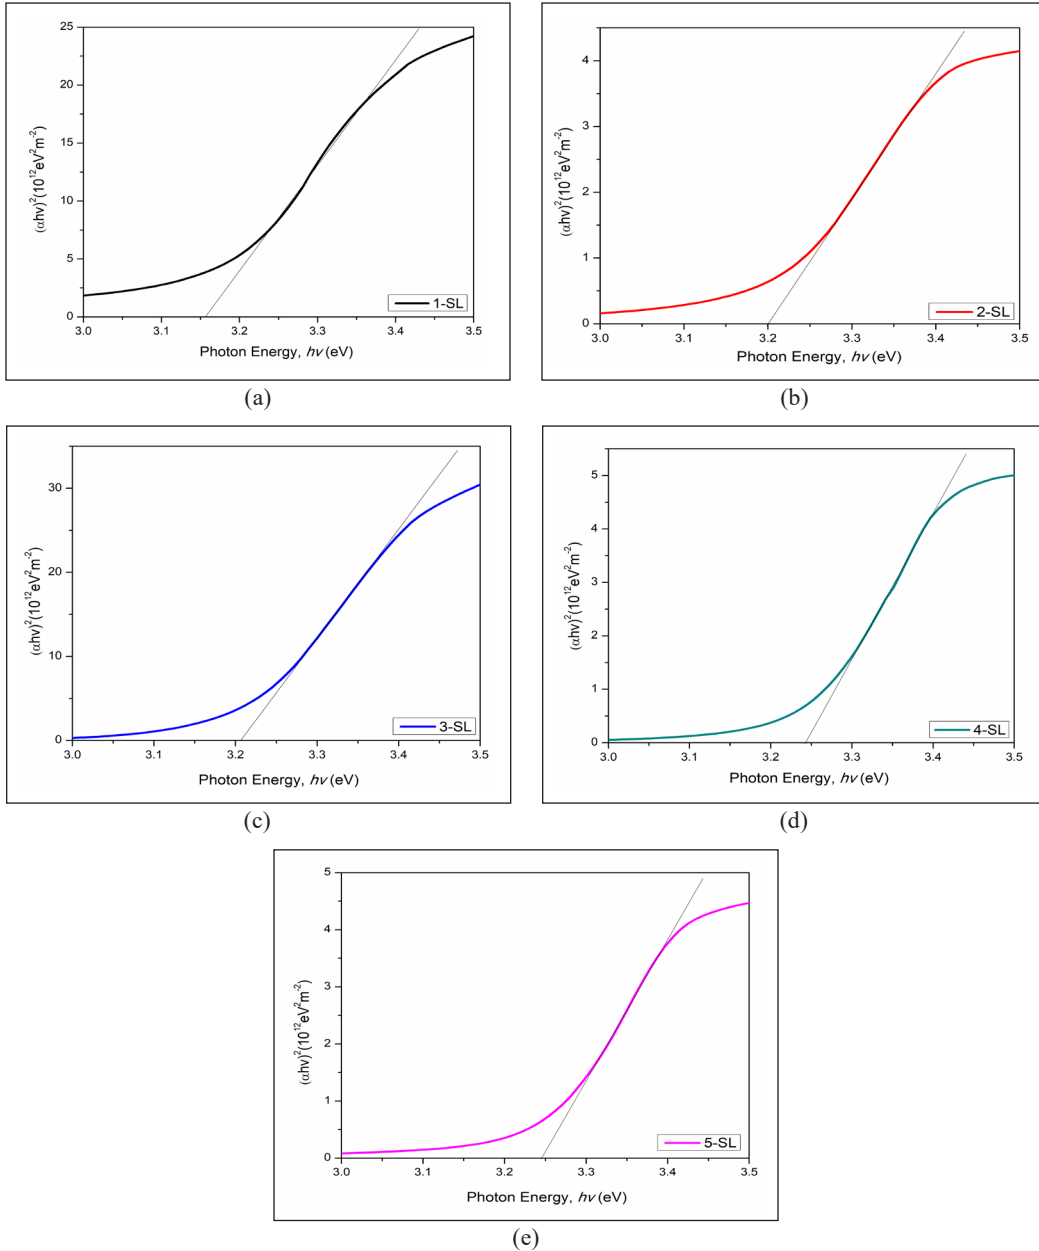 25
20
15
10
5
0
3.0 3.1 3.2 3.3 3.4 3.5
(αhv)²(10¹²eV²m⁻²)
Photon Energy, hν (eV)
1-SL
(a)
4
3
2
1
0
3.0 3.1 3.2 3.3 3.4 3.5
(αhv)²(10¹²eV²m⁻²)
Photon Energy, hν (eV)
2-SL
(b)
30
20
10
0
3.0 3.1 3.2 3.3 3.4 3.5
(αhv)²(10¹²eV²m⁻²)
Photon Energy, hν (eV)
3-SL
(c)
5
4
3
2
1
0
3.0 3.1 3.2 3.3 3.4 3.5
(αhv)²(10¹²eV²m⁻²)
Photon Energy, hν (eV)
4-SL
(d)
5
4
3
2
1
0
3.0 3.1 3.2 3.3 3.4 3.5
(αhv)²(10¹²eV²m⁻²)
Photon Energy, hν (eV)
5-SL
(e)